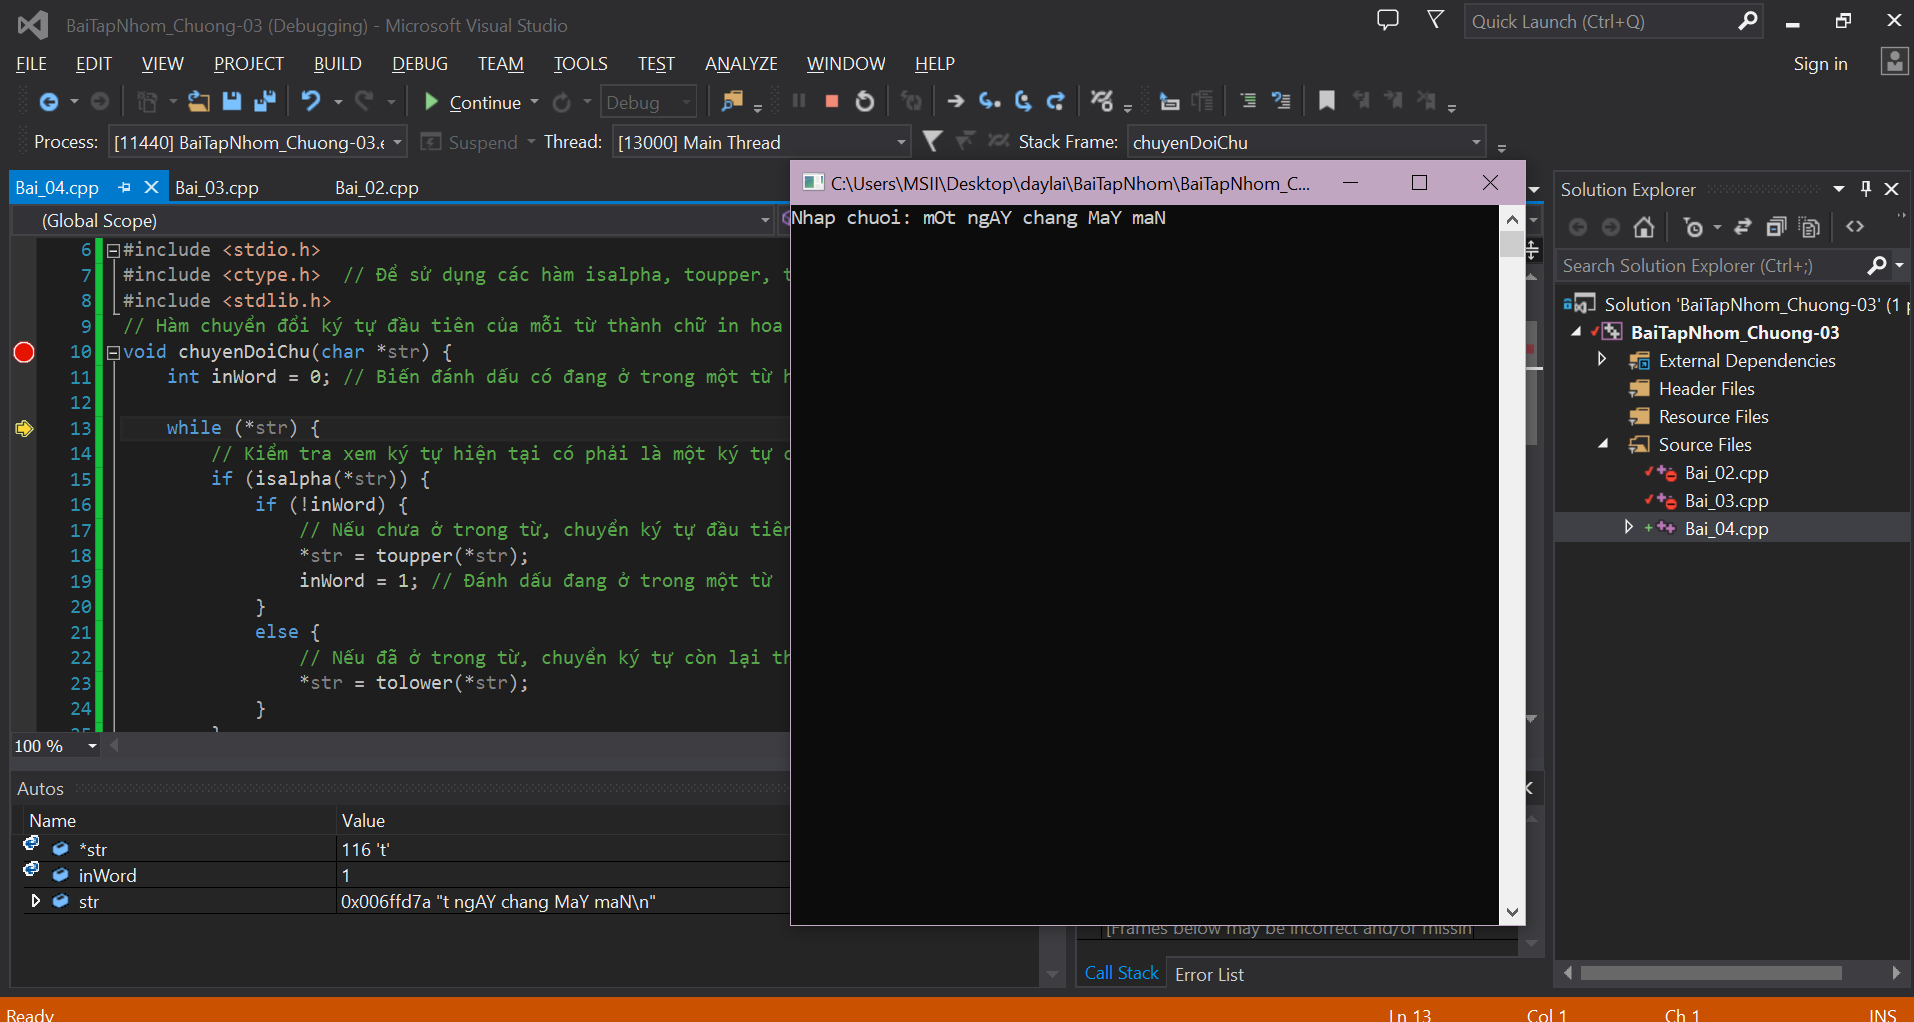 BaiTapNhom_Chuong-03 (Debugging) - Microsoft Visual Studio
Quick Launch (Ctrl+Q)
FILE EDIT VIEW PROJECT BUILD DEBUG TEAM TOOLS TEST ANALYZE WINDOW HELP
Sign in
Continue
Debug
Process: [11440] BaiTapNhom_Chuong-03.e
Suspend
Thread: [13000] Main Thread
Stack Frame: chuyenDoiChu
Bai_04.cpp Bai_03.cpp Bai_02.cpp
(Global Scope)
6 #include <stdio.h>
7 #include <ctype.h> // Để sử dụng các hàm isalpha, toupper, t
8 #include <stdlib.h>
9 // Hàm chuyển đổi ký tự đầu tiên của mỗi từ thành chữ in hoa
10 void chuyenDoiChu(char *str) {
11 int inWord = 0; // Biến đánh dấu có đang ở trong một từ h
12
13 while (*str) {
14 // Kiểm tra xem ký tự hiện tại có phải là một ký tự c
15 if (isalpha(*str)) {
16 if (!inWord) {
17 // Nếu chưa ở trong từ, chuyển ký tự đầu tiên
18 *str = toupper(*str);
19 inWord = 1; // Đánh dấu đang ở trong một từ
20 }
21 else {
22 // Nếu đã ở trong từ, chuyển ký tự còn lại th
23 *str = tolower(*str);
24 }
100 %
Autos
Name Value
*str 116 't'
inWord 1
str 0x006ffd7a "t ngAY chang MaY maN\n"
C:\Users\MSII\Desktop\daylai\BaiTapNhom\BaiTapNhom_C...
Nhap chuoi: mOt ngAY chang MaY maN
[Frames below may be incorrect and/or missin
Call Stack Error List
Solution Explorer
Search Solution Explorer (Ctrl+;)
Solution 'BaiTapNhom_Chuong-03' (1 p
BaiTapNhom_Chuong-03
External Dependencies
Header Files
Resource Files
Source Files
Bai_02.cpp
Bai_03.cpp
Bai_04.cpp
Ready
Ln 13 Col 1 Ch 1 INS